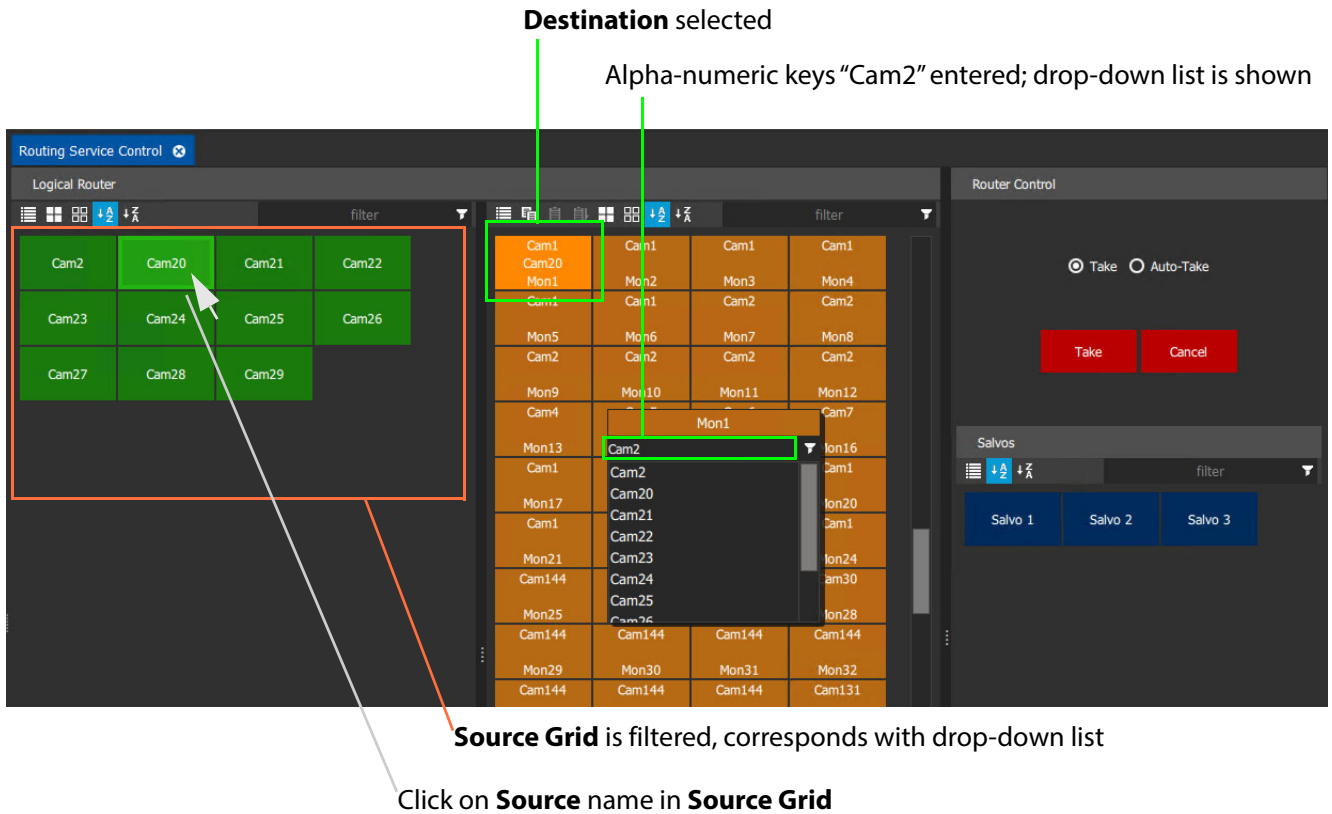 Destination selected
Alpha-numeric keys “Cam2” entered; drop-down list is shown
Routing Service Control
Logical Router
Router Control
filter
filter
Cam2 Cam20 Cam21 Cam22
Cam23 Cam24 Cam25 Cam26
Cam27 Cam28 Cam29
Cam1 Cam1 Cam1 Cam1
Cam20
Mon1 Mon2 Mon3 Mon4
Cam1 Cam1 Cam2 Cam2
Mon5 Mon6 Mon7 Mon8
Cam2 Cam2 Cam2 Cam2
Mon9 Mon10 Mon11 Mon12
Cam4 Cam7
Mon13
Cam1
Mon17
Cam1
Mon21
Cam144
Mon25
Mon1
Cam2
Cam2
Cam20
Cam21
Cam22
Cam23
Cam24
Cam25
Cam26
Mon16
Cam1
Mon20
Cam1
Mon24
Cam30
Mon28
Cam144 Cam144 Cam144 Cam144
Mon29 Mon30 Mon31 Mon32
Cam144 Cam144 Cam144 Cam131
Take Auto-Take
Take Cancel
Salvos
filter
Salvo 1 Salvo 2 Salvo 3
Source Grid is filtered, corresponds with drop-down list
Click on Source name in Source Grid